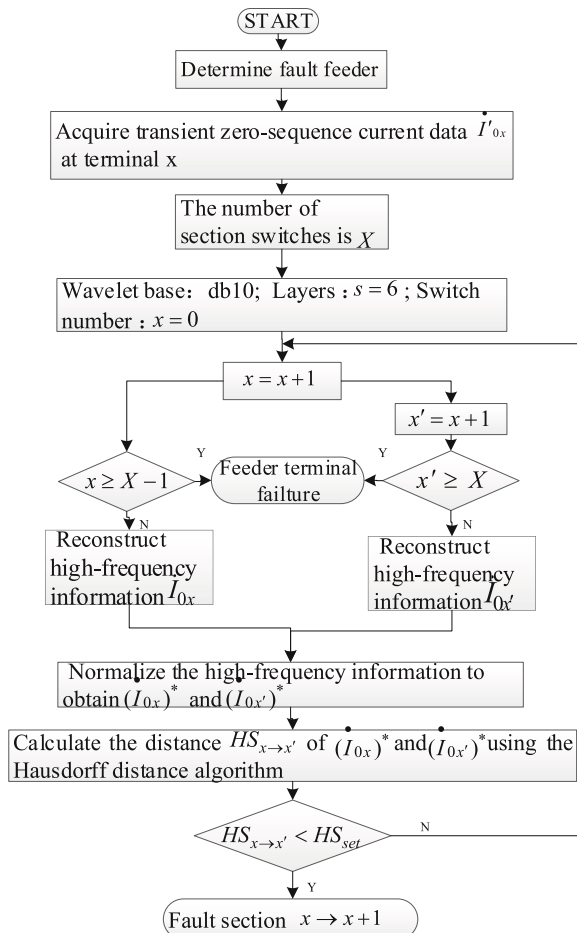 START
Determine fault feeder
Acquire transient zero-sequence current data İ'₀ₓ
at terminal x
The number of
section switches is X
Wavelet base: db10; Layers : s = 6 ; Switch
number : x = 0
x = x+1
x′ = x+1
x ≥ X −1
Y
Feeder terminal
failture
Y
x′ ≥ X
N
N
Reconstruct
high-frequency
information İ₀ₓ
Reconstruct
high-frequency
information İ₀ₓ′
Normalize the high-frequency information to
obtain (İ₀ₓ)* and (İ₀ₓ′)*
Calculate the distance HSₓ→ₓ′ of (İ₀ₓ)* and (İ₀ₓ′)* using the
Hausdorff distance algorithm
HSₓ→ₓ′ < HS_set
N
Y
Fault section x → x+1